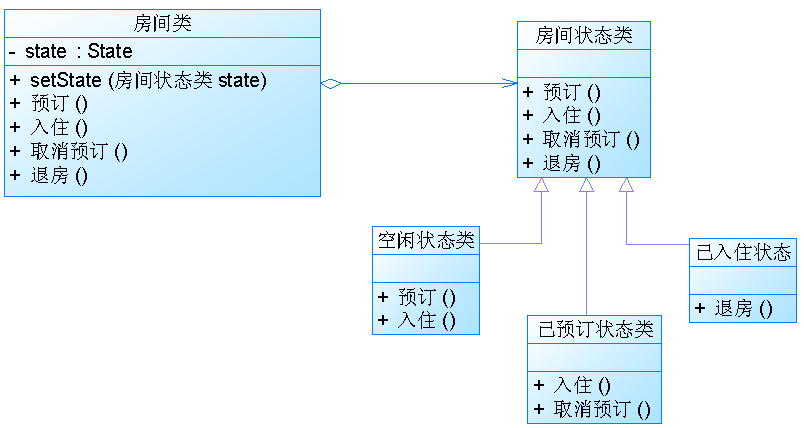 房间类
- state : State
+ setState (房间状态类 state)
+ 预订 ()
+ 入住 ()
+ 取消预订 ()
+ 退房 ()
房间状态类
+ 预订 ()
+ 入住 ()
+ 取消预订 ()
+ 退房 ()
空闲状态类
+ 预订 ()
+ 入住 ()
已预订状态类
+ 入住 ()
+ 取消预订 ()
已入住状态
+ 退房 ()